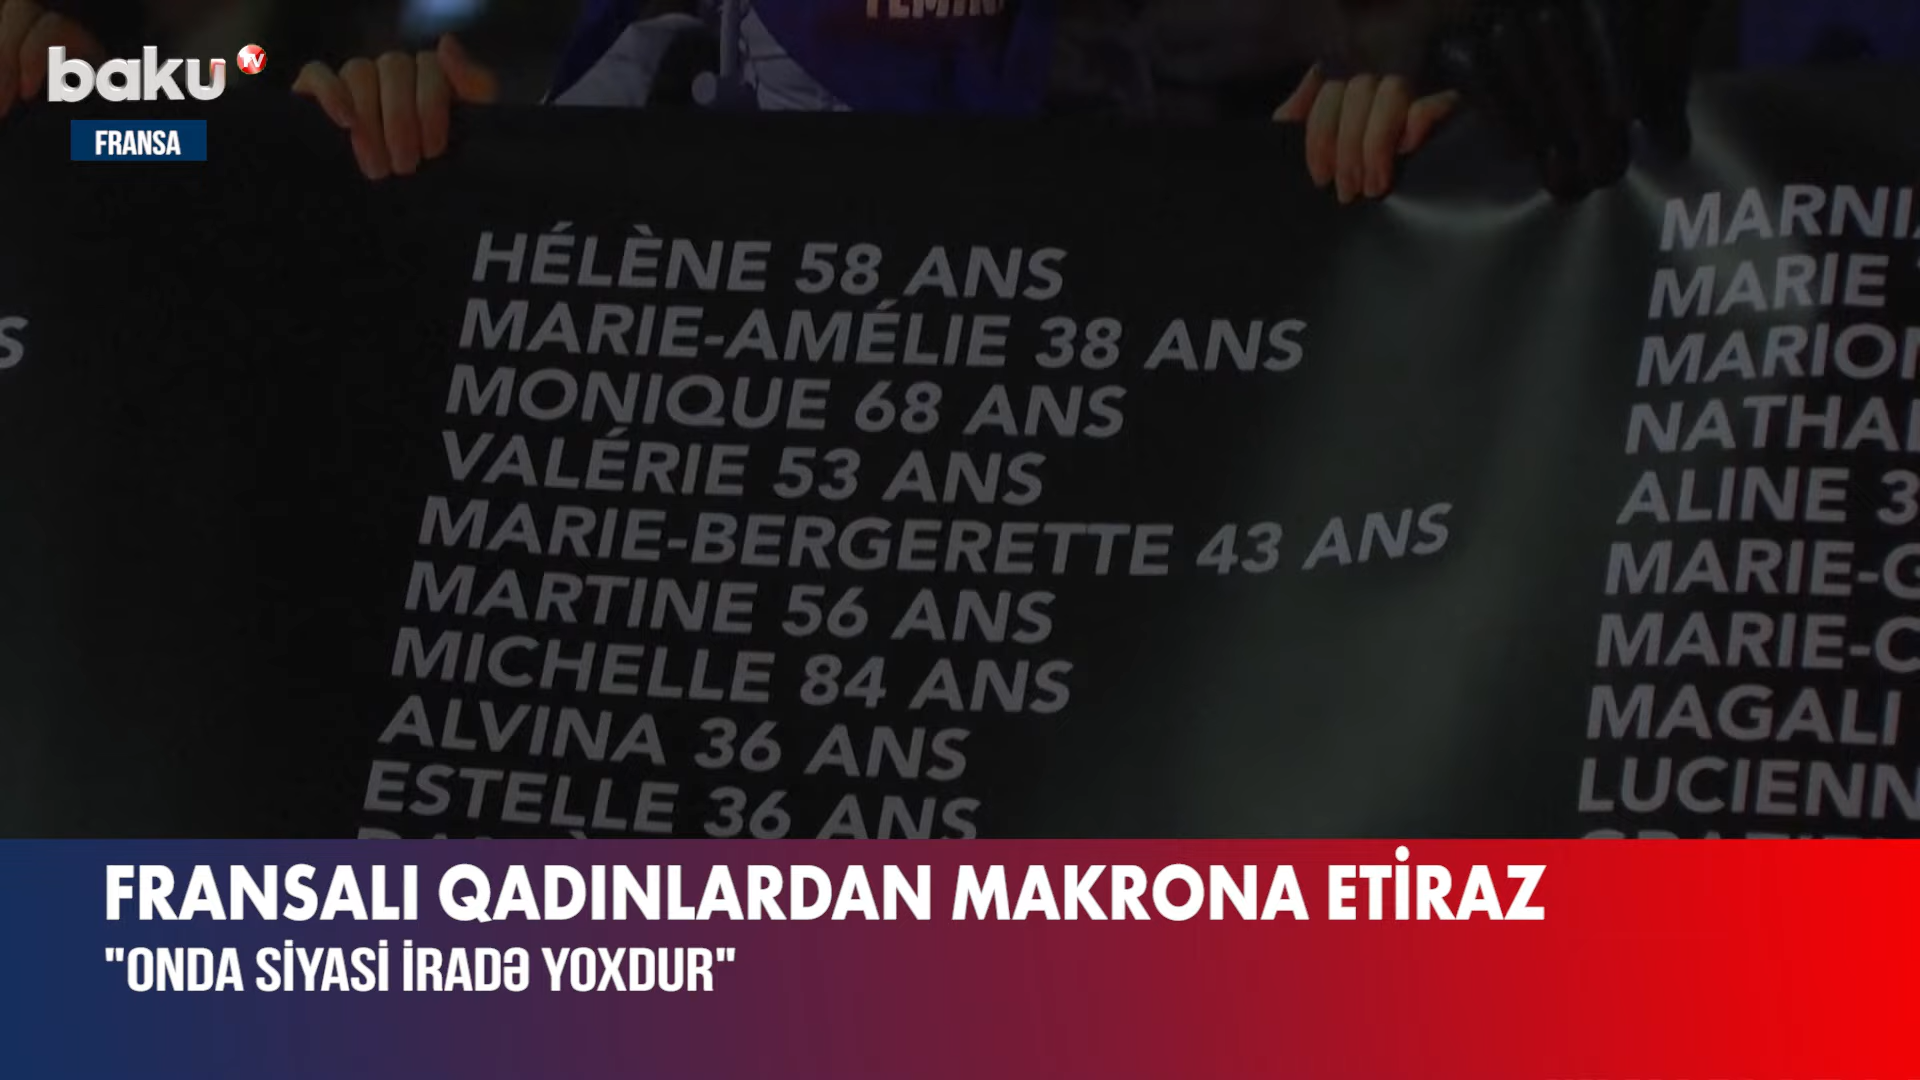 baku TV
FRANSA
HÉLÈNE 58 ANS
MARIE-AMÉLIE 38 ANS
MONIQUE 68 ANS
VALÉRIE 53 ANS
MARIE-BERGERETTE 43 ANS
MARTINE 56 ANS
MICHELLE 84 ANS
ALVINA 36 ANS
ESTELLE 36 ANS
MARIE
ALINE
MAGALI
FRANSALI QADINLARDAN MAKRONA ETİRAZ
"ONDA SİYASİ İRADƏ YOXDUR"